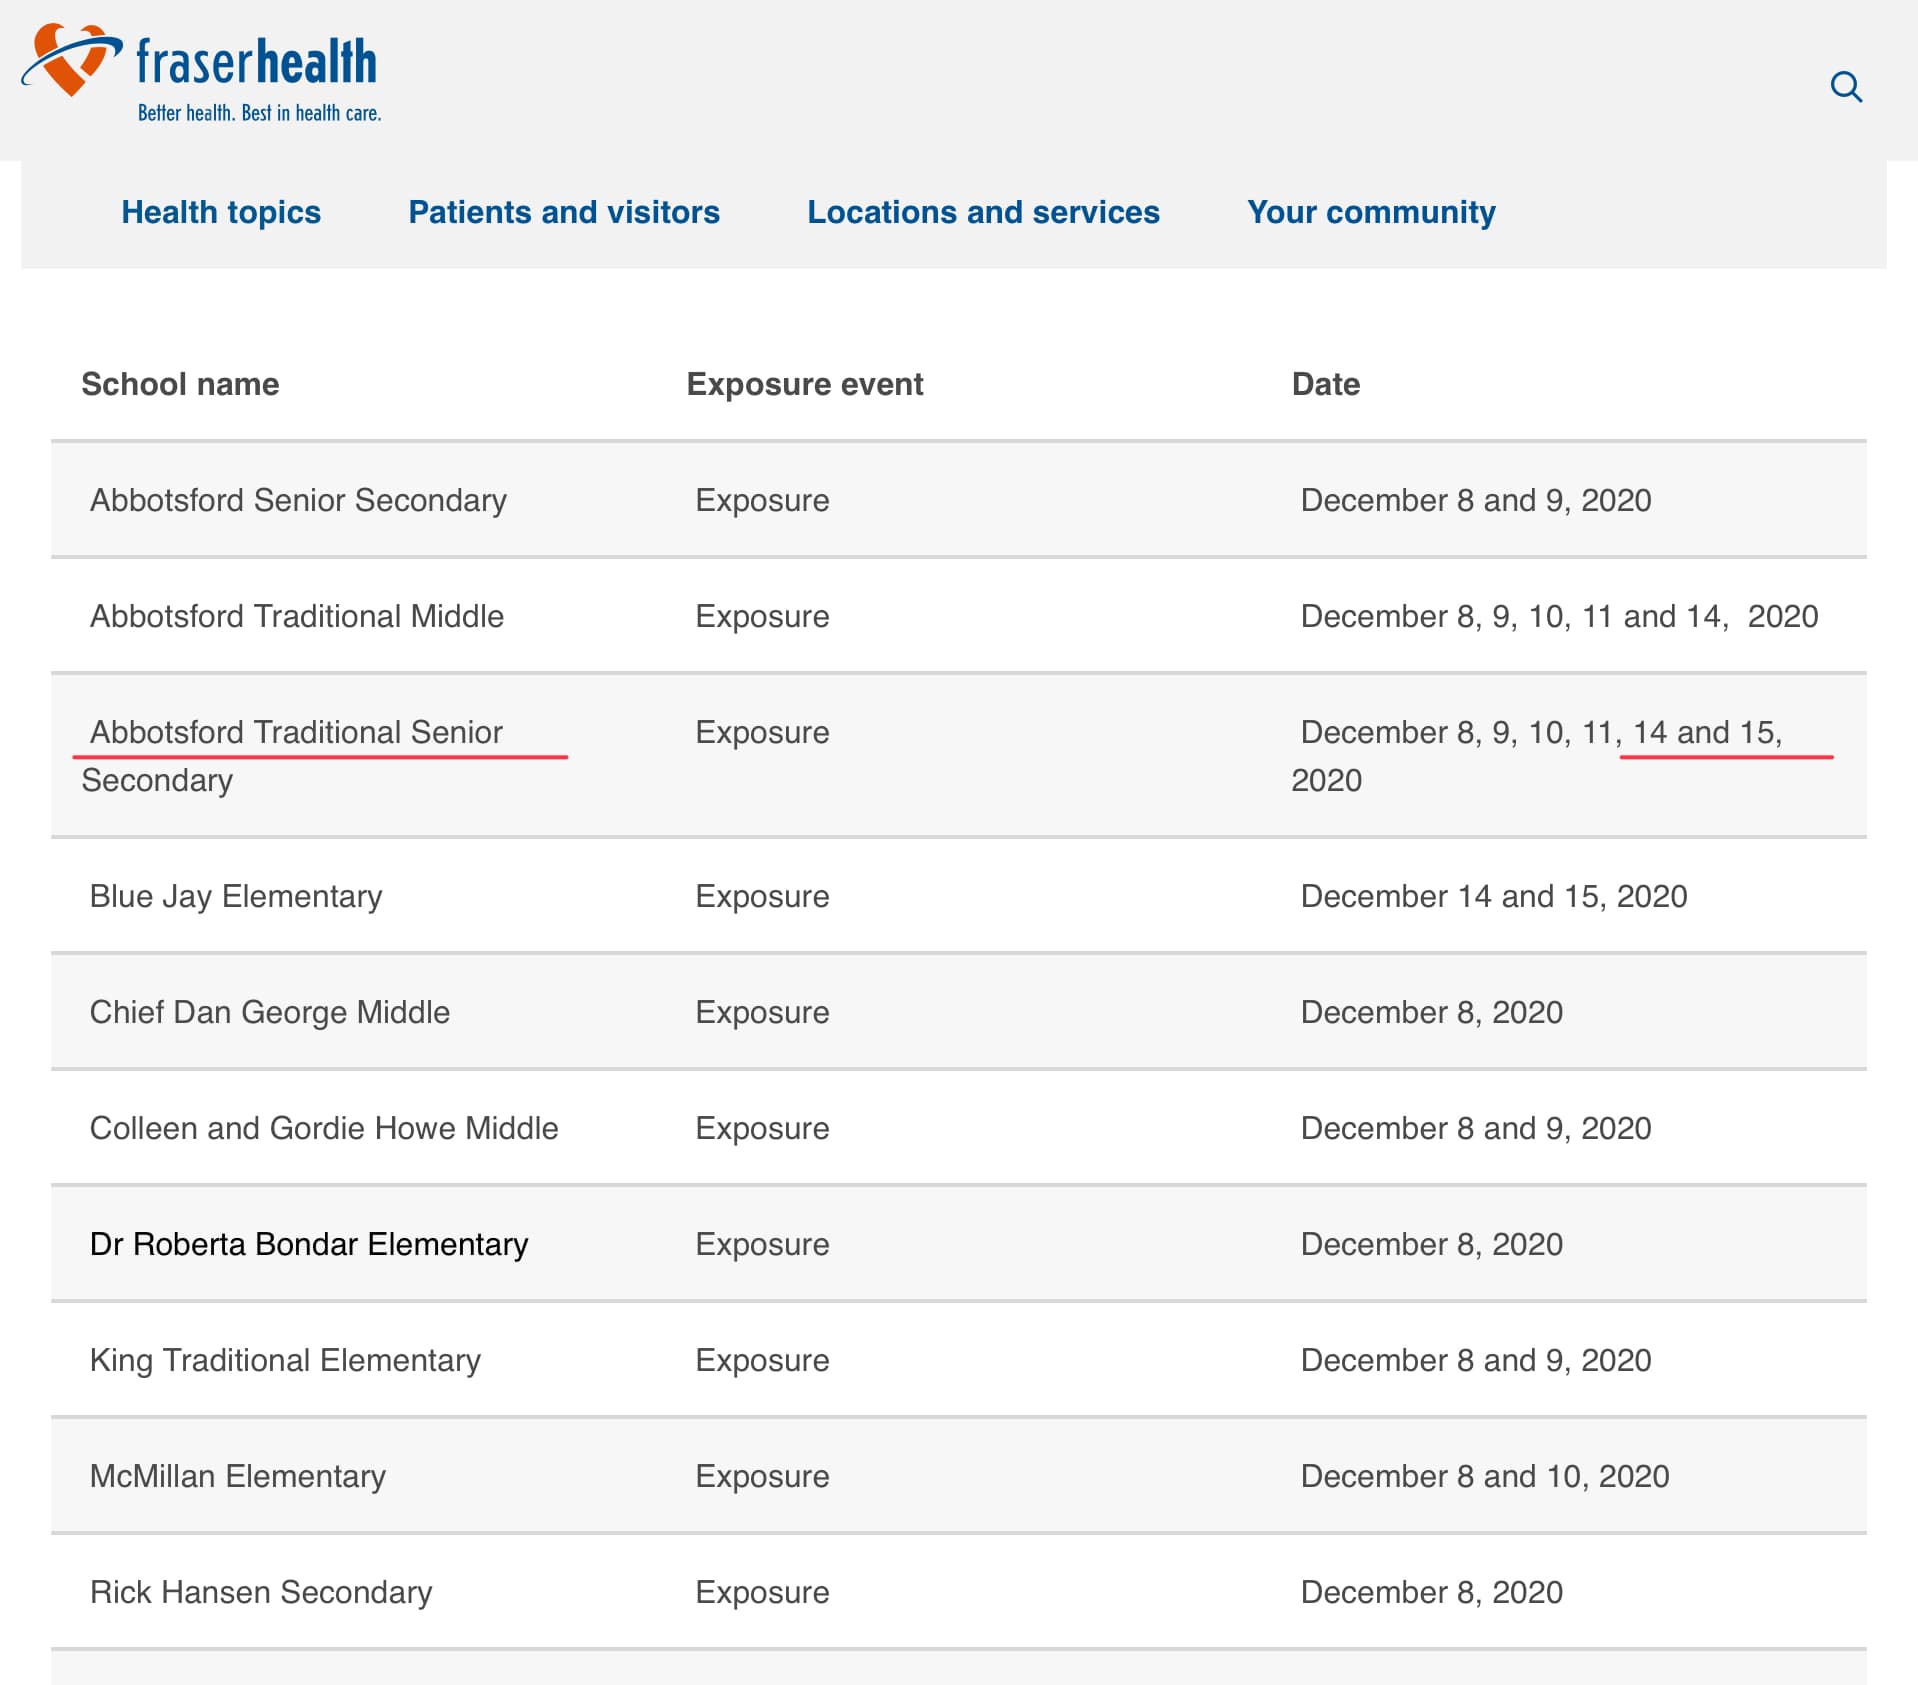 fraserhealth
Better health. Best in health care.
Health topics Patients and visitors Locations and services Your community
School name Exposure event Date
Abbotsford Senior Secondary Exposure December 8 and 9, 2020
Abbotsford Traditional Middle Exposure December 8, 9, 10, 11 and 14, 2020
Abbotsford Traditional Senior Exposure December 8, 9, 10, 11, 14 and 15,
Secondary 2020
Blue Jay Elementary Exposure December 14 and 15, 2020
Chief Dan George Middle Exposure December 8, 2020
Colleen and Gordie Howe Middle Exposure December 8 and 9, 2020
Dr Roberta Bondar Elementary Exposure December 8, 2020
King Traditional Elementary Exposure December 8 and 9, 2020
McMillan Elementary Exposure December 8 and 10, 2020
Rick Hansen Secondary Exposure December 8, 2020